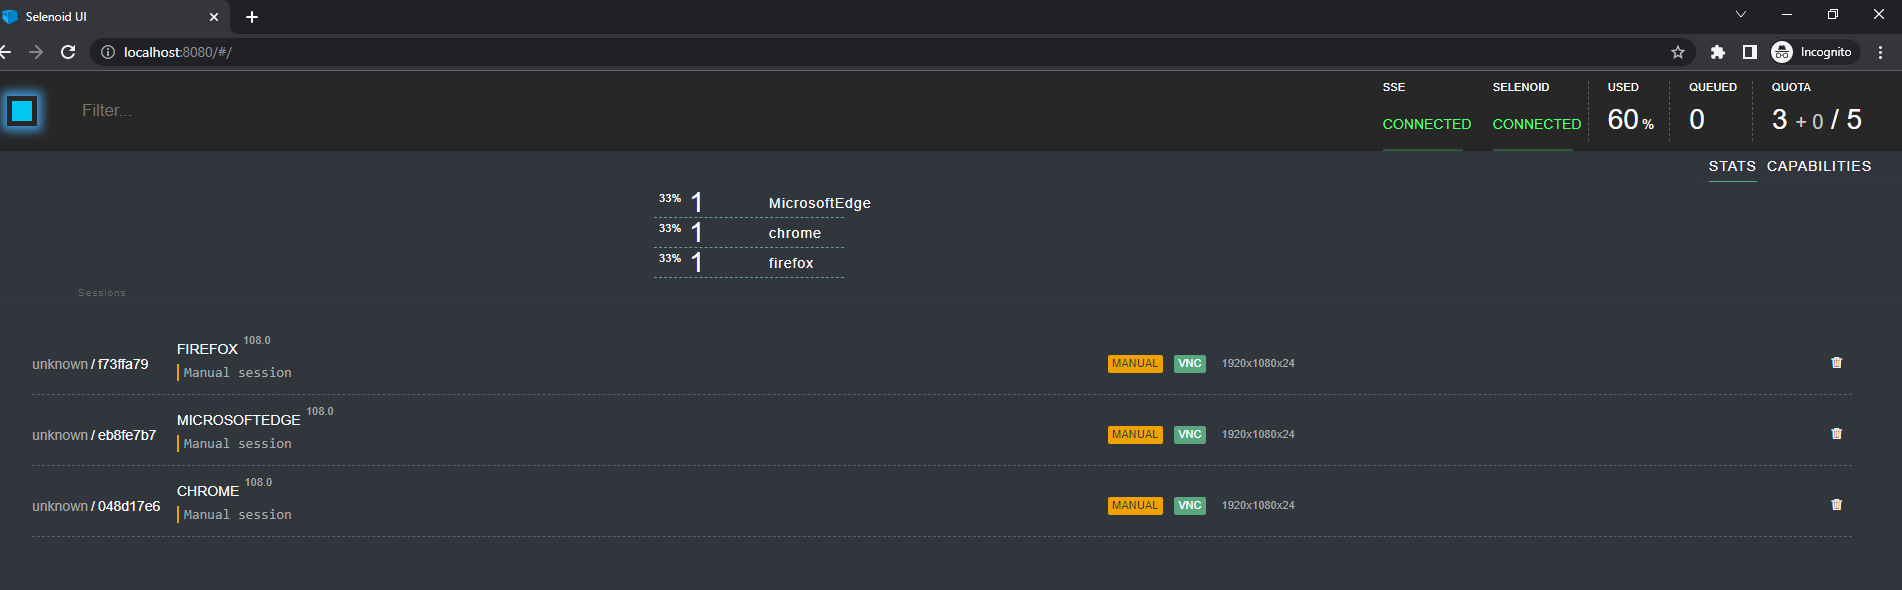 Selenoid UI
localhost:8080/#/
Incognito
Filter...
SSE SELENOID USED QUEUED QUOTA
CONNECTED CONNECTED 60 % 0 3 + 0 / 5
STATS CAPABILITIES
33% 1 MicrosoftEdge
33% 1 chrome
33% 1 firefox
Sessions
FIREFOX 108.0
unknown / f73ffa79
Manual session
MANUAL VNC 1920x1080x24
MICROSOFTEDGE 108.0
unknown / eb8fe7b7
Manual session
MANUAL VNC 1920x1080x24
CHROME 108.0
unknown / 048d17e6
Manual session
MANUAL VNC 1920x1080x24